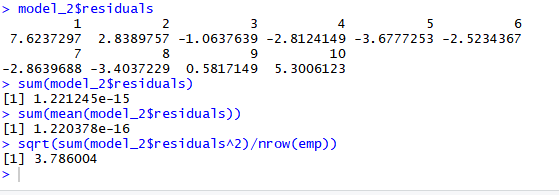 > model_2$residuals
         1          2          3          4          5          6
 7.6237297  2.8389757 -1.0637639 -2.8124149 -3.6777253 -2.5234367
         7          8          9         10
-2.8639688 -3.4037229  0.5817149  5.3006123
> sum(model_2$residuals)
[1] 1.221245e-15
> sum(mean(model_2$residuals))
[1] 1.220378e-16
> sqrt(sum(model_2$residuals^2)/nrow(emp))
[1] 3.786004
>